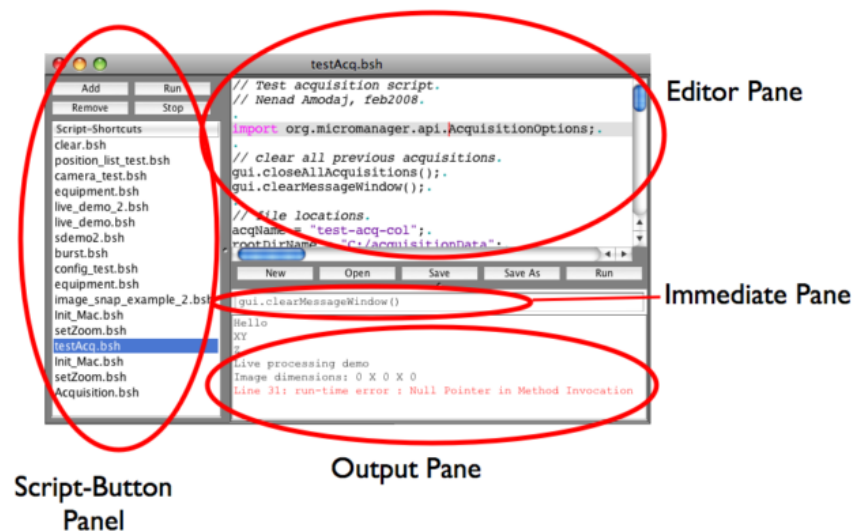 testAcq.bsh
Add Run
Remove Stop
Script-Shortcuts
clear.bsh
position_list_test.bsh
camera_test.bsh
equipment.bsh
live_demo_2.bsh
live_demo.bsh
sdemo2.bsh
burst.bsh
config_test.bsh
equipment.bsh
image_snap_example_2.bsh
Init_Mac.bsh
setZoom.bsh
testAcq.bsh
Init_Mac.bsh
setZoom.bsh
Acquisition.bsh
// Test acquisition script.
// Nenad Amodaj, feb2008.
.
import org.micromanager.api.AcquisitionOptions;.
.
// clear all previous acquisitions.
gui.closeAllAcquisitions();.
gui.clearMessageWindow();.
.
// file locations.
acqName = "test-acq-col";.
rootDirName = "C:/acquisitionData";
New Open Save Save As Run
gui.clearMessageWindow()
Hello
XY
Z
Live processing demo
Image dimensions: 0 X 0 X 0
Line 31: run-time error : Null Pointer in Method Invocation
Editor Pane
Immediate Pane
Output Pane
Script-Button
Panel